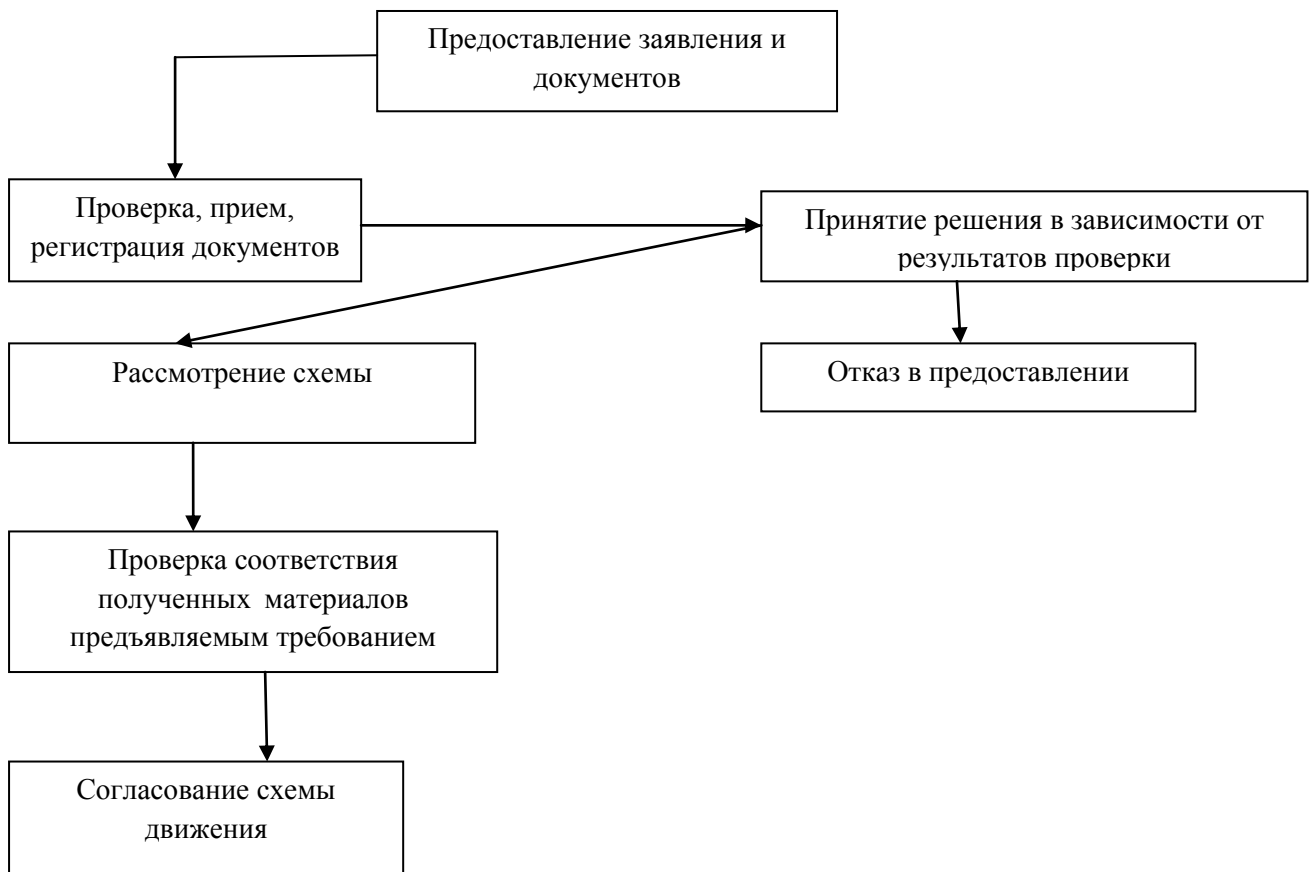 Предоставление заявления и
документов
Проверка, прием,
регистрация документов
Принятие решения в зависимости от
результатов проверки
Рассмотрение схемы
Отказ в предоставлении
Проверка соответствия
полученных  материалов
предъявляемым требованием
Согласование схемы
движения